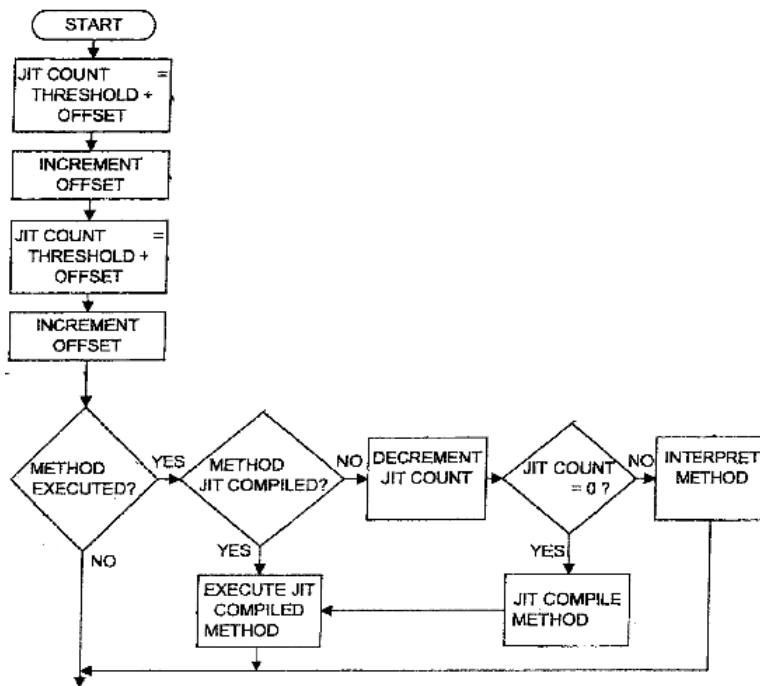 START
JIT COUNT =
THRESHOLD +
OFFSET
INCREMENT
OFFSET
JIT COUNT =
THRESHOLD +
OFFSET
INCREMENT
OFFSET
METHOD
EXECUTED?
YES
NO
METHOD
JIT COMPILED?
NO
YES
DECREMENT
JIT COUNT
JIT COUNT
= 0 ?
NO
YES
INTERPRET
METHOD
EXECUTE JIT
COMPILED
METHOD
JIT COMPILE
METHOD